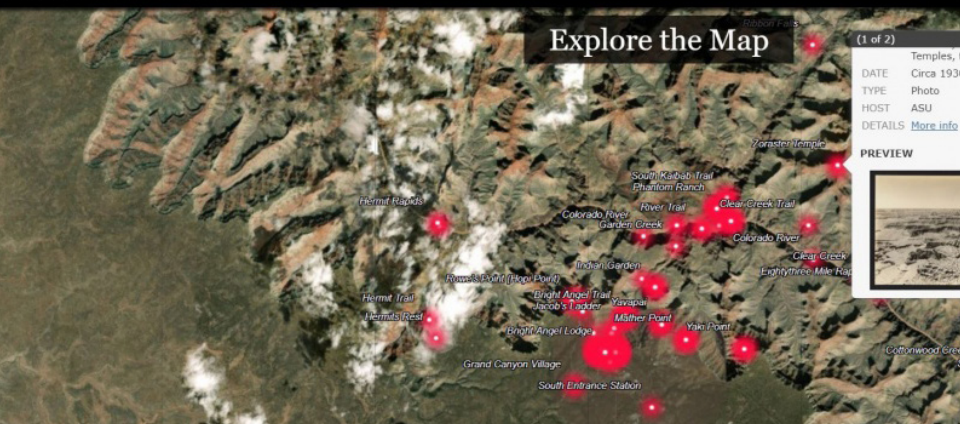 Ribbon Falls
Explore the Map
(1 of 2)
Temples,
DATE Circa 193
TYPE Photo
HOST ASU
DETAILS More info
PREVIEW
Zoraster Temple
South Kaibab Trail
Phantom Ranch
Hermit Rapids
River Trail
Clear Creek Trail
Colorado River
Garden Creek
Colorado River
Clear Creek
Indian Garden
Eightythree Mile Rap
Rowe's Point (Hopi Point)
Hermit Trail
Bright Angel Trail
Jacob's Ladder
Yavapai
Hermits Rest
Mather Point
Yaki Point
Bright Angel Lodge
Cottonwood Cre
Grand Canyon Village
South Entrance Station